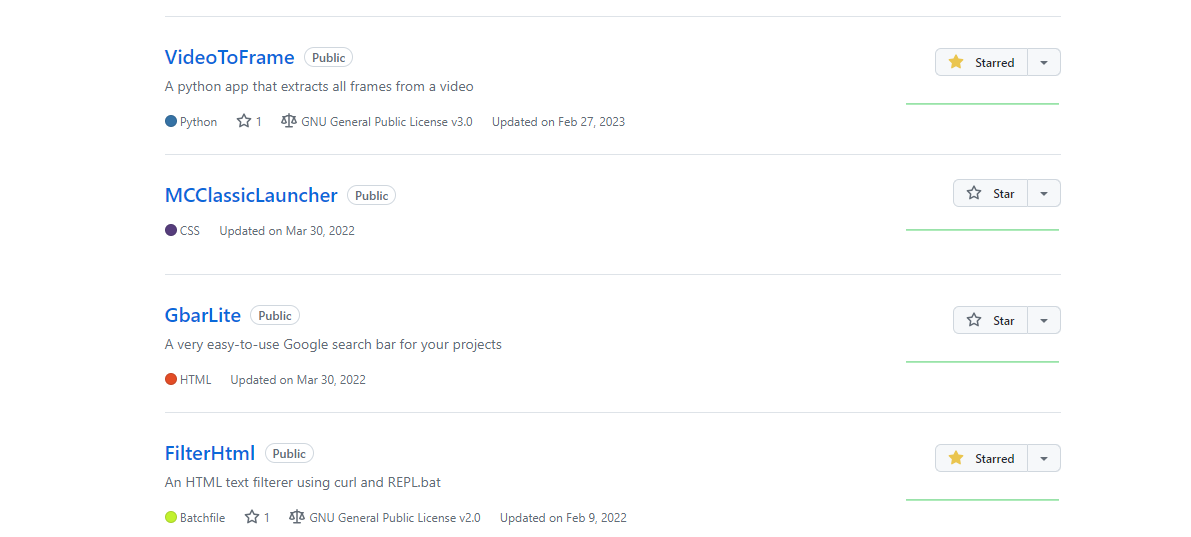 VideoToFrame Public Starred
A python app that extracts all frames from a video
Python 1 GNU General Public License v3.0 Updated on Feb 27, 2023
MCClassicLauncher Public Star
CSS Updated on Mar 30, 2022
GbarLite Public Star
A very easy-to-use Google search bar for your projects
HTML Updated on Mar 30, 2022
FilterHtml Public Starred
An HTML text filterer using curl and REPL.bat
Batchfile 1 GNU General Public License v2.0 Updated on Feb 9, 2022